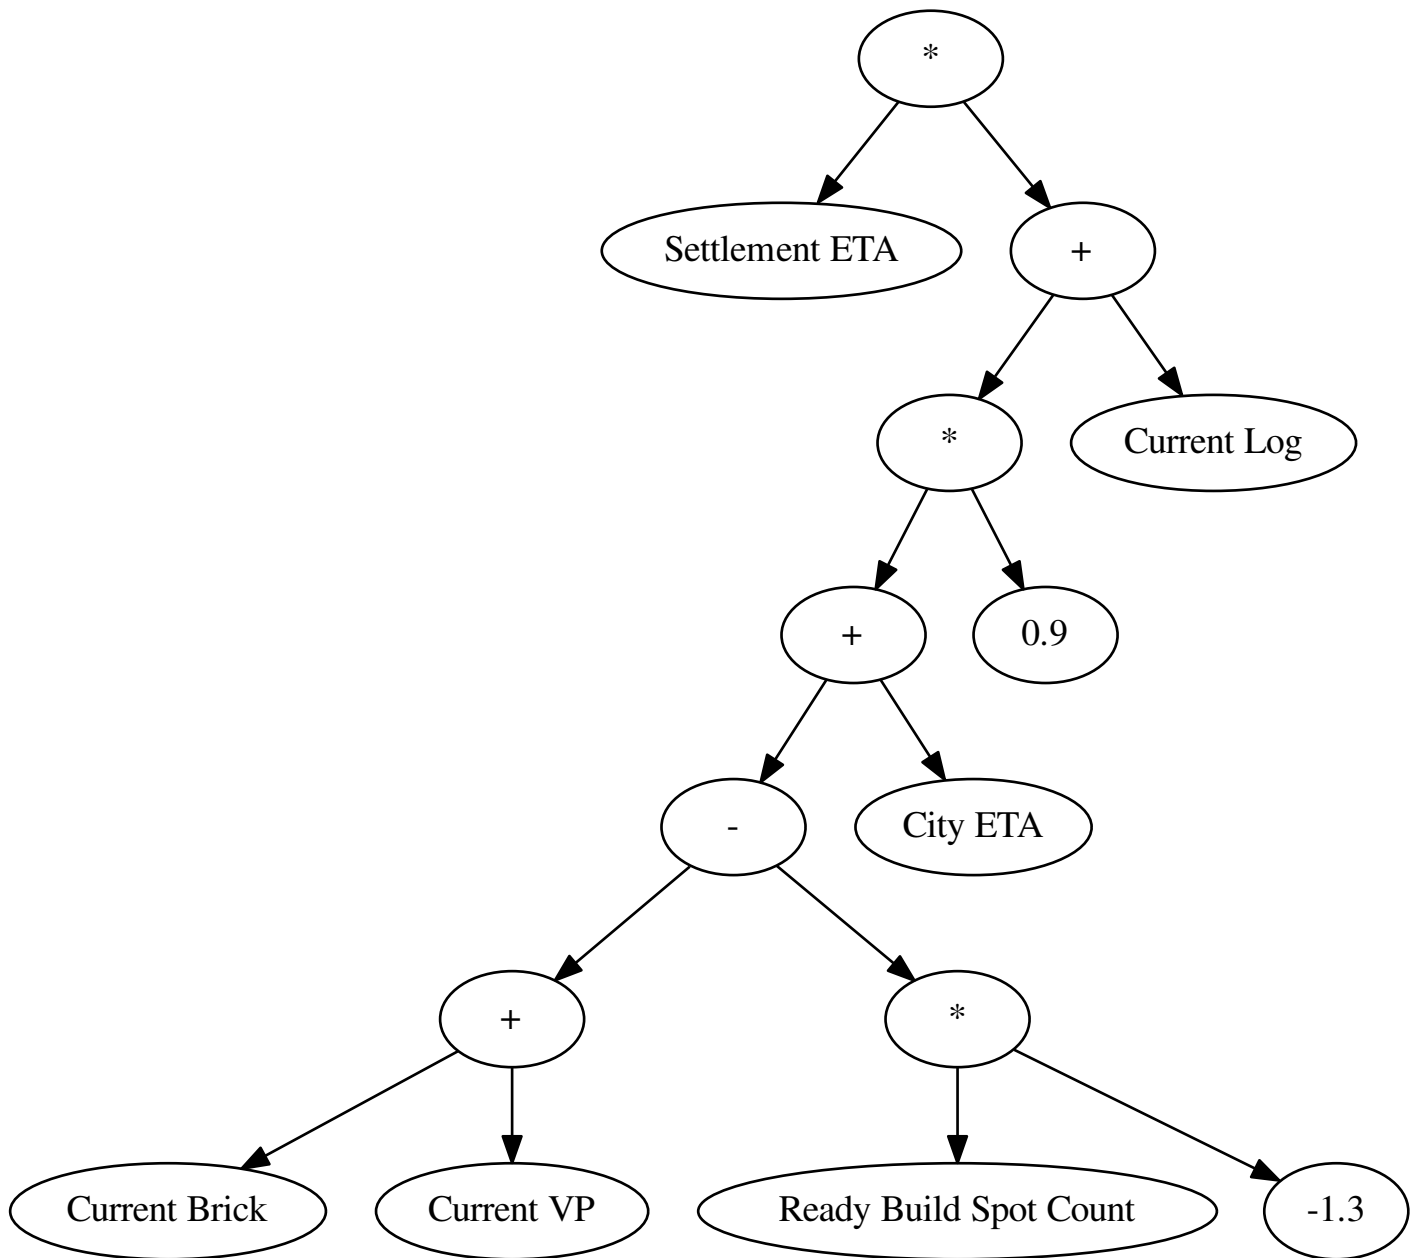 *
Settlement ETA
+
*
Current Log
+
0.9
-
City ETA
+
*
Current Brick
Current VP
Ready Build Spot Count
-1.3